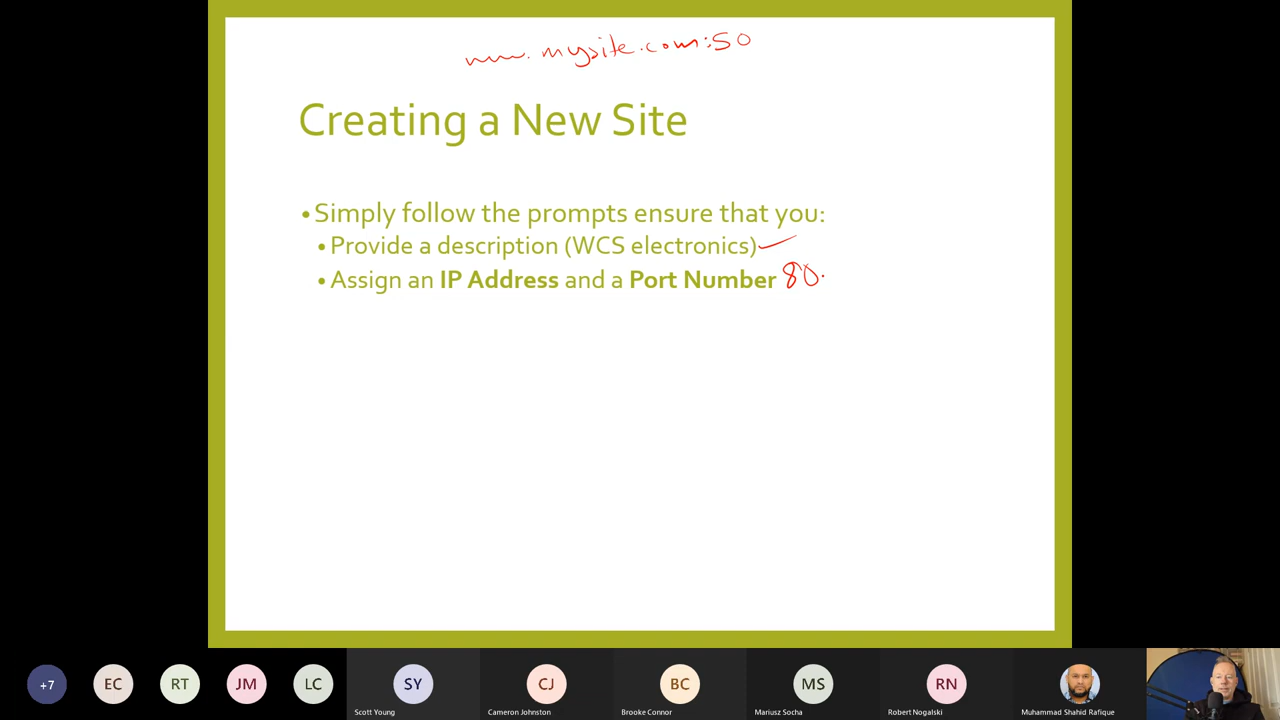 www.mysite.com:50
Creating a New Site
• Simply follow the prompts ensure that you:
• Provide a description (WCS electronics)
• Assign an IP Address and a Port Number 80.
+7
EC
RT
JM
LC
SY
CJ
BC
MS
RN
Scott Young
Cameron Johnston
Brooke Connor
Mariusz Socha
Robert Nogalski
Muhammad Shahid Rafique